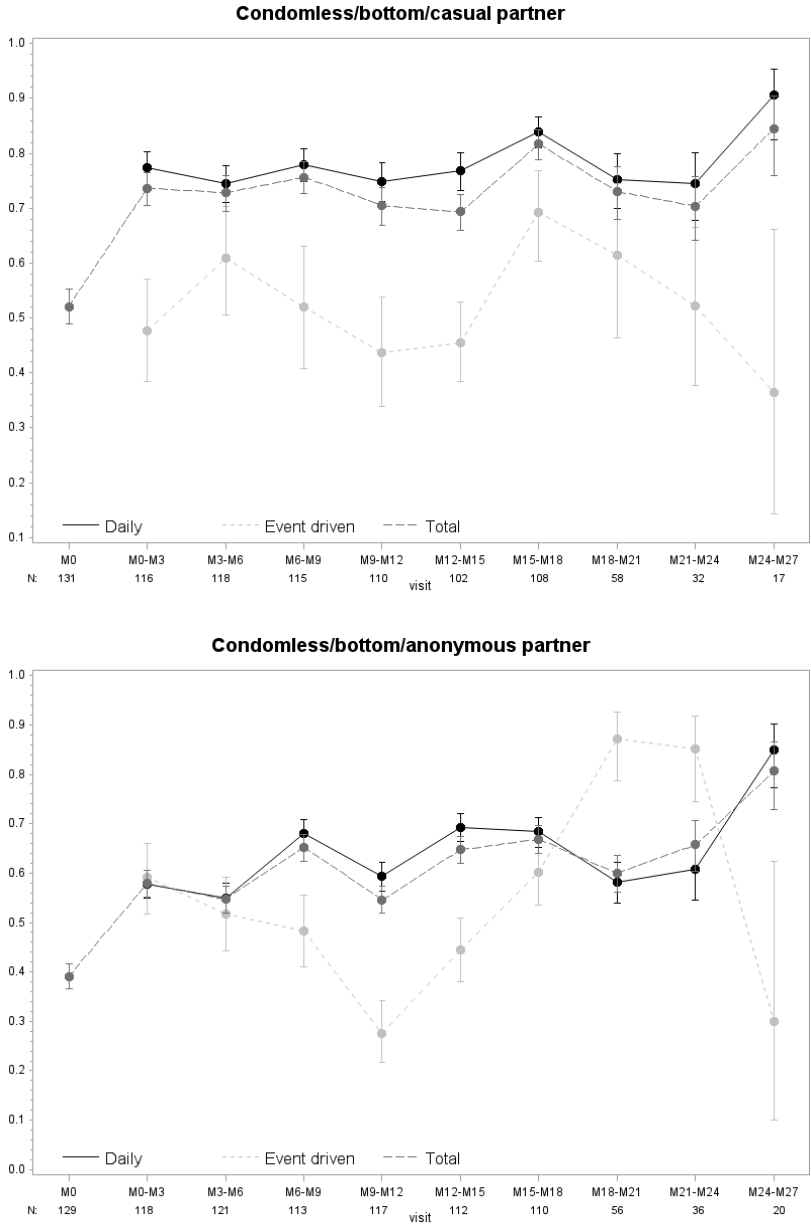 Condomless/bottom/casual partner
1.0
0.9
0.8
0.7
0.6
0.5
0.4
0.3
0.2
0.1
Daily Event driven Total
M0 M0-M3 M3-M6 M6-M9 M9-M12 M12-M15 M15-M18 M18-M21 M21-M24 M24-M27
N: 131 116 118 115 110 102 108 58 32 17
visit
Condomless/bottom/anonymous partner
1.0
0.9
0.8
0.7
0.6
0.5
0.4
0.3
0.2
0.1
0.0
Daily Event driven Total
M0 M0-M3 M3-M6 M6-M9 M9-M12 M12-M15 M15-M18 M18-M21 M21-M24 M24-M27
N: 129 118 121 113 117 112 110 56 36 20
visit